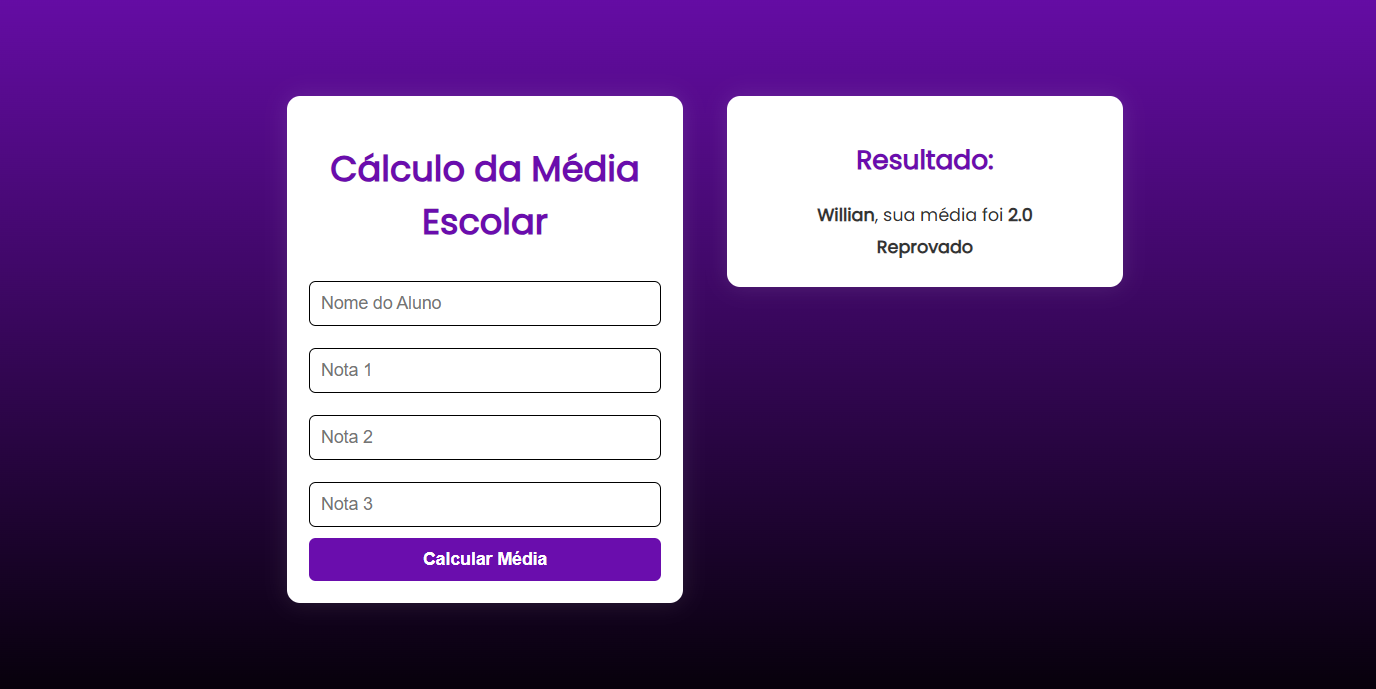 Cálculo da Média
Escolar
Nome do Aluno
Nota 1
Nota 2
Nota 3
Calcular Média
Resultado:
Willian, sua média foi 2.0
Reprovado